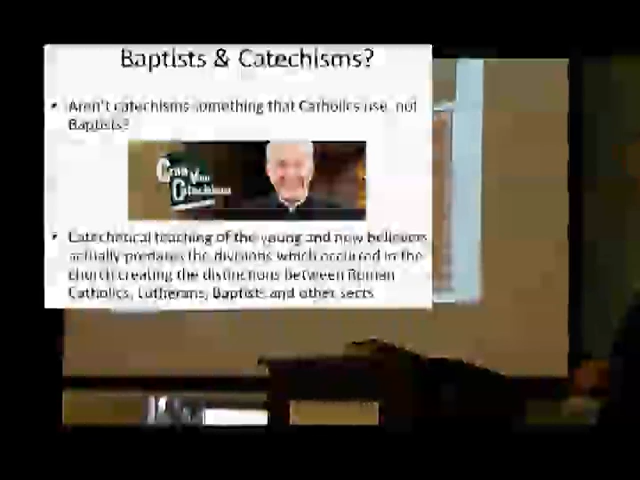 Baptists & Catechisms?
• Aren't catechisms something that Catholics use, not
Baptists?
Catechism
• Catechetical teaching of the young and new believers
actually predates the divisions which occurred in the
church creating the distinctions between Roman
Catholics, Lutherans, Baptists and other sects